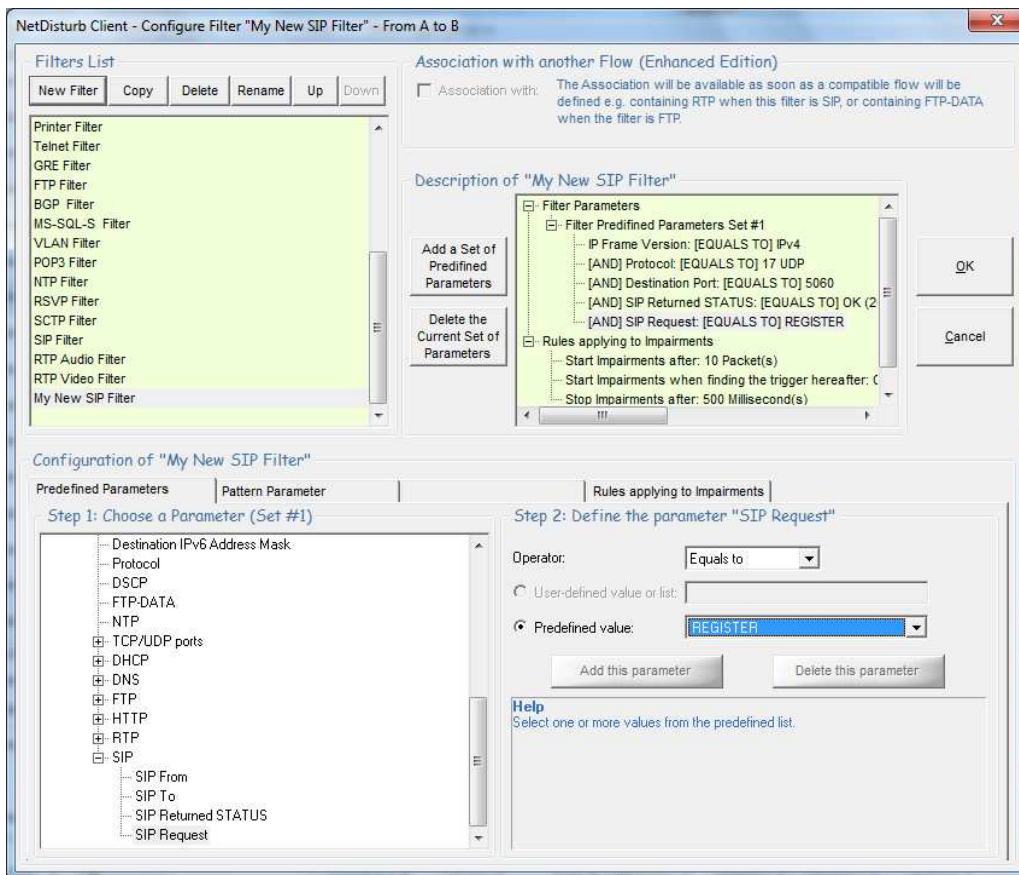 NetDisturb Client - Configure Filter "My New SIP Filter" - From A to B
Filters List
New Filter
Copy
Delete
Rename
Up
Down
Printer Filter
Telnet Filter
GRE Filter
FTP Filter
BGP Filter
MS-SQL-S Filter
VLAN Filter
POP3 Filter
NTP Filter
RSVP Filter
SCTP Filter
SIP Filter
RTP Audio Filter
RTP Video Filter
My New SIP Filter
Association with another Flow (Enhanced Edition)
Association with:
The Association will be available as soon as a compatible flow will be
defined e.g. containing RTP when this filter is SIP, or containing FTP-DATA
when the filter is FTP.
Description of "My New SIP Filter"
Add a Set of
Predifined
Parameters
Delete the
Current Set of
Parameters
Filter Parameters
Filter Predifined Parameters Set #1
IP Frame Version: [EQUALS TO] IPv4
[AND] Protocol: [EQUALS TO] 17 UDP
[AND] Destination Port: [EQUALS TO] 5060
[AND] SIP Returned STATUS: [EQUALS TO] OK (2
[AND] SIP Request: [EQUALS TO] REGISTER
Rules applying to Impairments
Start Impairments after: 10 Packet(s)
Start Impairments when finding the trigger hereafter:
Stop Impairments after: 500 Millisecond(s)
OK
Cancel
Configuration of "My New SIP Filter"
Predefined Parameters
Pattern Parameter
Rules applying to Impairments
Step 1: Choose a Parameter (Set #1)
Destination IPv6 Address Mask
Protocol
DSCP
FTP-DATA
NTP
TCP/UDP ports
DHCP
DNS
FTP
HTTP
RTP
SIP
SIP From
SIP To
SIP Returned STATUS
SIP Request
Step 2: Define the parameter "SIP Request"
Operator:
Equals to
User-defined value or list:
Predefined value:
REGISTER
Add this parameter
Delete this parameter
Help
Select one or more values from the predefined list.